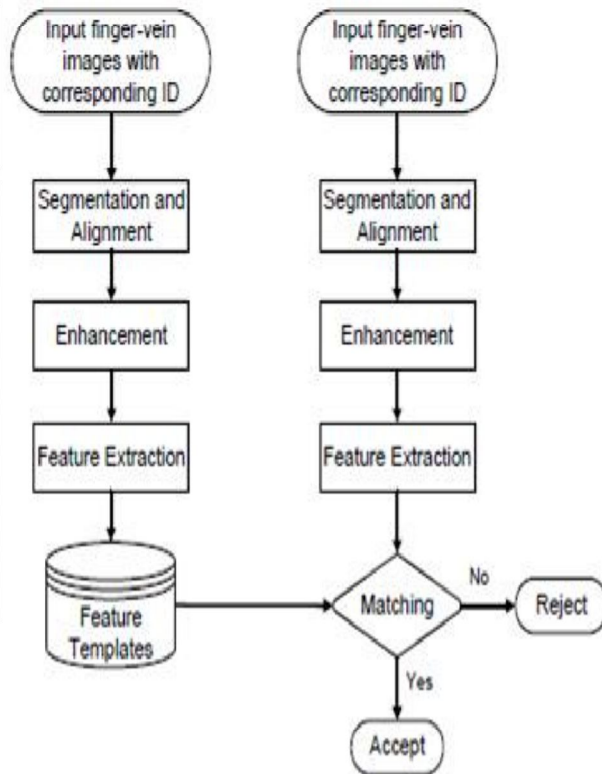 Input finger-vein
images with
corresponding ID
Segmentation and
Alignment
Enhancement
Feature Extraction
Feature
Templates
Input finger-vein
images with
corresponding ID
Segmentation and
Alignment
Enhancement
Feature Extraction
Matching
No
Reject
Yes
Accept